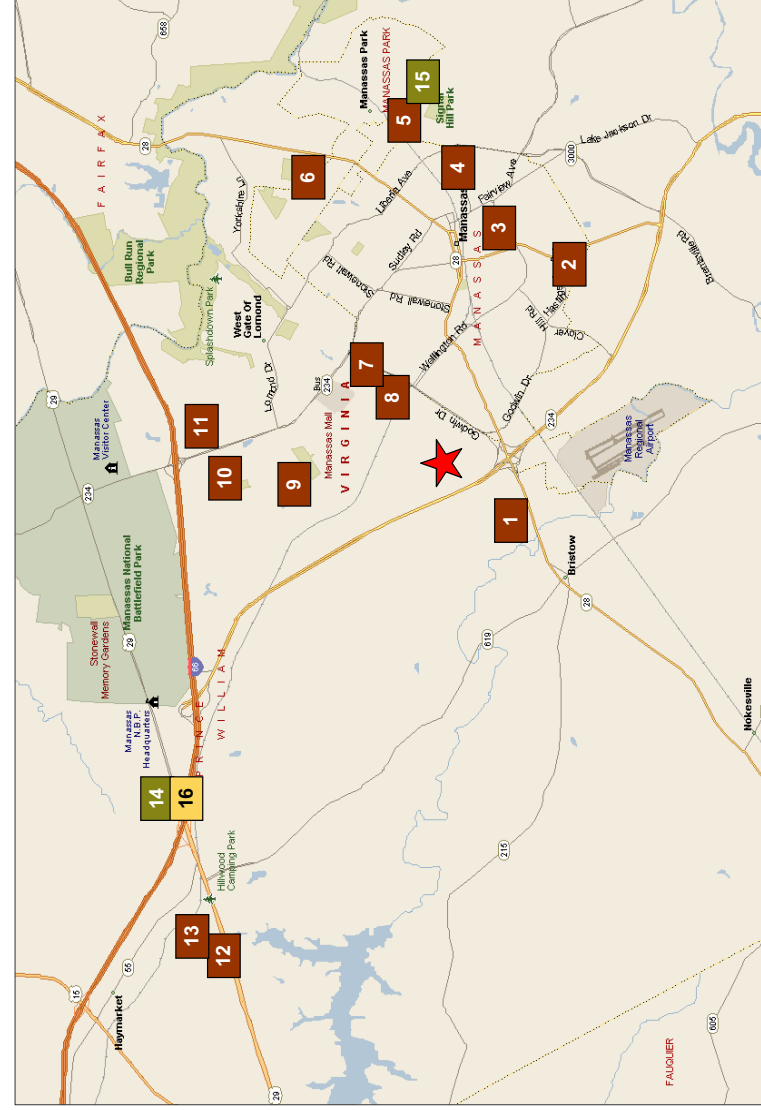 15
Haymarket
55
29
14
Manassas
N.B.P.
Headquarters
16
13
12
Hillwood
Camping Park
Stonewall
Memory Gardens
29
Manassas National
Battlefield Park
234
Manassas
Visitor Center
29
FAIRFAX
Bull Run
Regional
Park
28
658
66
PRINCE
WILLIAM
11
10
Splashdown Park
West
Gate Of
Lomond
Yorkshire Ln
Lomond Dr
9
Bus
234
Manassas Mall
VIRGINIA
6
Stonewall Rd
Manassas Park
MANASSAS PARK
7
8
5
15
Signal
Hill Park
Liberia Ave
Sudley Rd
Stonewall Rd
Wellington Rd
Godwin Dr
28
Manassas
MANASSAS
4
3
Fairview Ave
1
Godwin Dr
234
2
Clover
Hill Rd
Hastings
3000
Lake Jackson Dr
Brentsville Rd
619
Bristow
28
Manassas
Regional
Airport
215
Nokesville
605
FAUQUIER
29